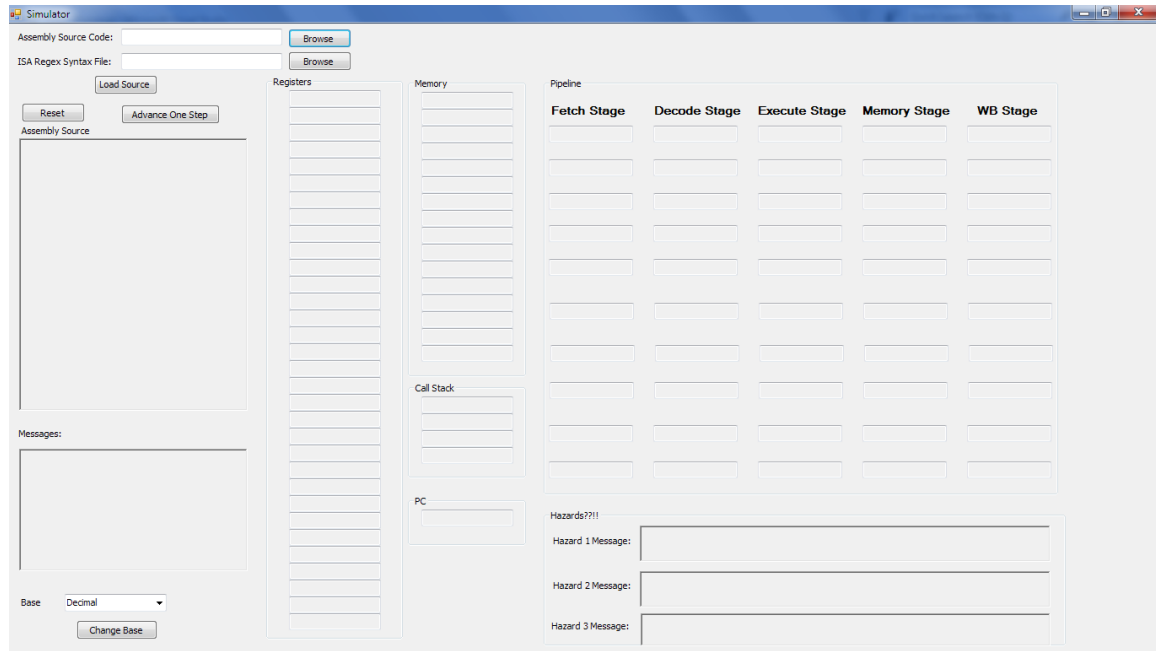 Simulator
Assembly Source Code:
Browse
ISA Regex Syntax File:
Browse
Load Source
Reset
Advance One Step
Assembly Source
Messages:
Base
Decimal
Change Base
Registers
Memory
Call Stack
PC
Pipeline
Fetch Stage Decode Stage Execute Stage Memory Stage WB Stage
Hazards??!!
Hazard 1 Message:
Hazard 2 Message:
Hazard 3 Message: